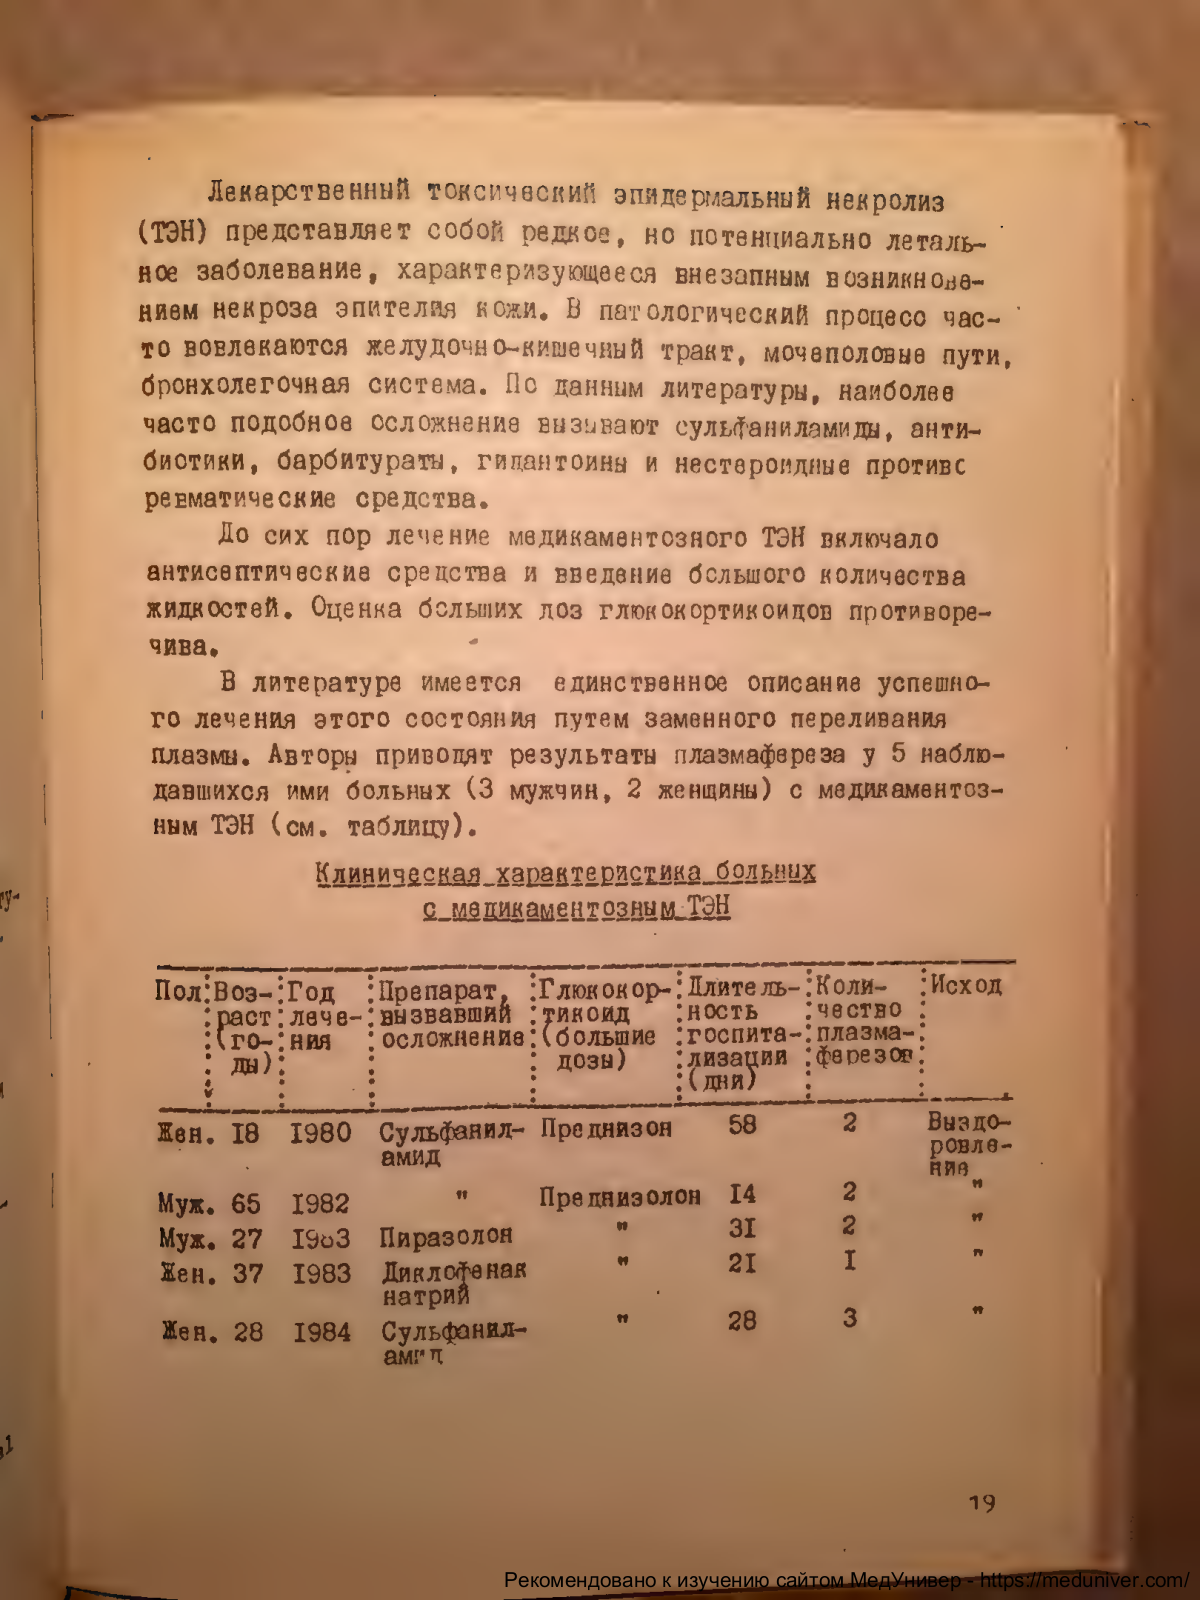 Лекарственный токсический эпидермальный некролиз
(ТЭН) представляет собой редкое, но потенциально леталь-
ное заболевание, характеризующееся внезапным возникнове-
нием некроза эпителия кожи. В патологический процесс час-
то вовлекаются желудочно-кишечный тракт, мочеполовые пути,
бронхолегочная система. По данным литературы, наиболее
часто подобное осложнение вызывают сульфаниламиды, анти-
биотики, барбитураты, гидантоины и нестероидные противс
ревматические средства.
До сих пор лечение медикаментозного ТЭН включало
антисептические средства и введение большого количества
жидкостей. Оценка больших доз глюкокортикоидов противоре-
чива.
В литературе имеется единственное описание успешно-
го лечения этого состояния путем заменного переливания
плазмы. Авторы приводят результаты плазмафереза у 5 наблю-
давшихся ими больных (3 мужчин, 2 женщины) с медикаментоз-
ным ТЭН (см. таблицу).
Клиническая характеристика больных
с медикаментозным ТЭН
Пол Воз- Год Препарат, Глюкокор- Длитель- Коли- Исход
раст лече- вызвавший тикоид ность чество
(го- ния осложнение (большие госпита- плазма-
ды) дозы) лизации ферезов
(дни)
Жен. 18 1980 Сульфанил- Преднизон 58 2 Выздо-
амид ровле-
ние
Муж. 65 1982 " Преднизолон 14 2 "
Муж. 27 1983 Пиразолон " 31 2 "
Жен. 37 1983 Диклофенак " 21 1 "
натрий
Жен. 28 1984 Сульфанил- " 28 3 "
амид
19
ту-
Рекомендовано к изучению сайтом МедУнивер - https://meduniver.com/